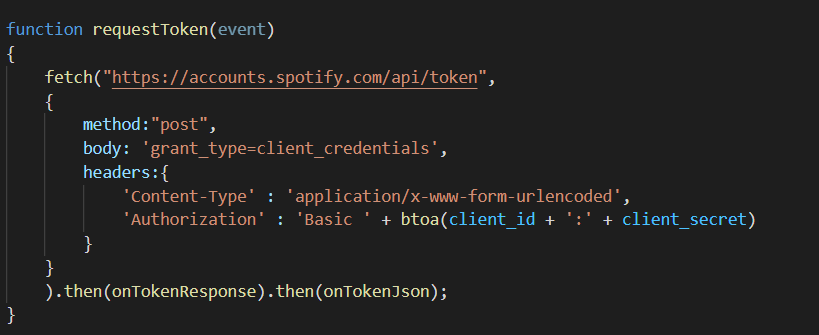 function requestToken(event)
{
    fetch("https://accounts.spotify.com/api/token",
    {
        method:"post",
        body: 'grant_type=client_credentials',
        headers:{
            'Content-Type' : 'application/x-www-form-urlencoded',
            'Authorization' : 'Basic ' + btoa(client_id + ':' + client_secret)
        }
    }
    ).then(onTokenResponse).then(onTokenJson);
}